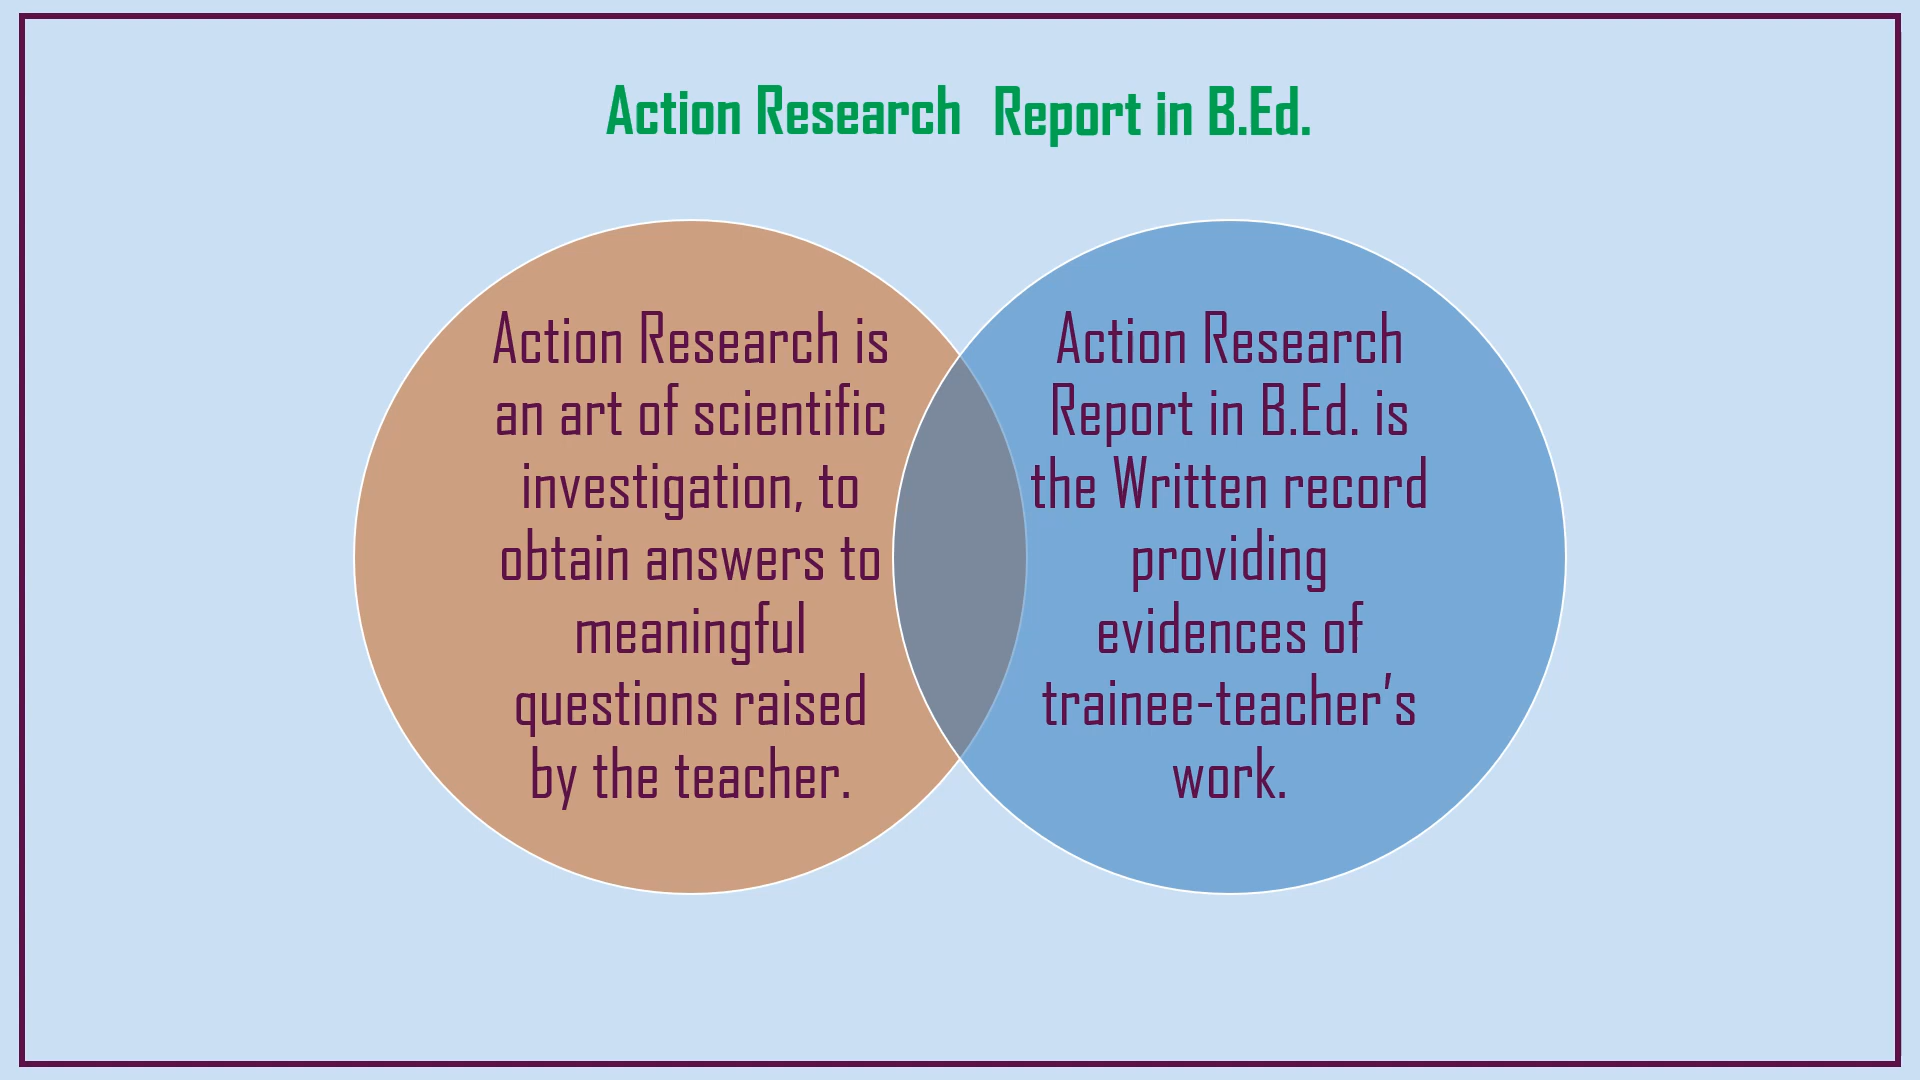 Action Research Report in B.Ed.
Action Research is
an art of scientific
investigation, to
obtain answers to
meaningful
questions raised
by the teacher.
Action Research
Report in B.Ed. is
the Written record
providing
evidences of
trainee-teacher’s
work.